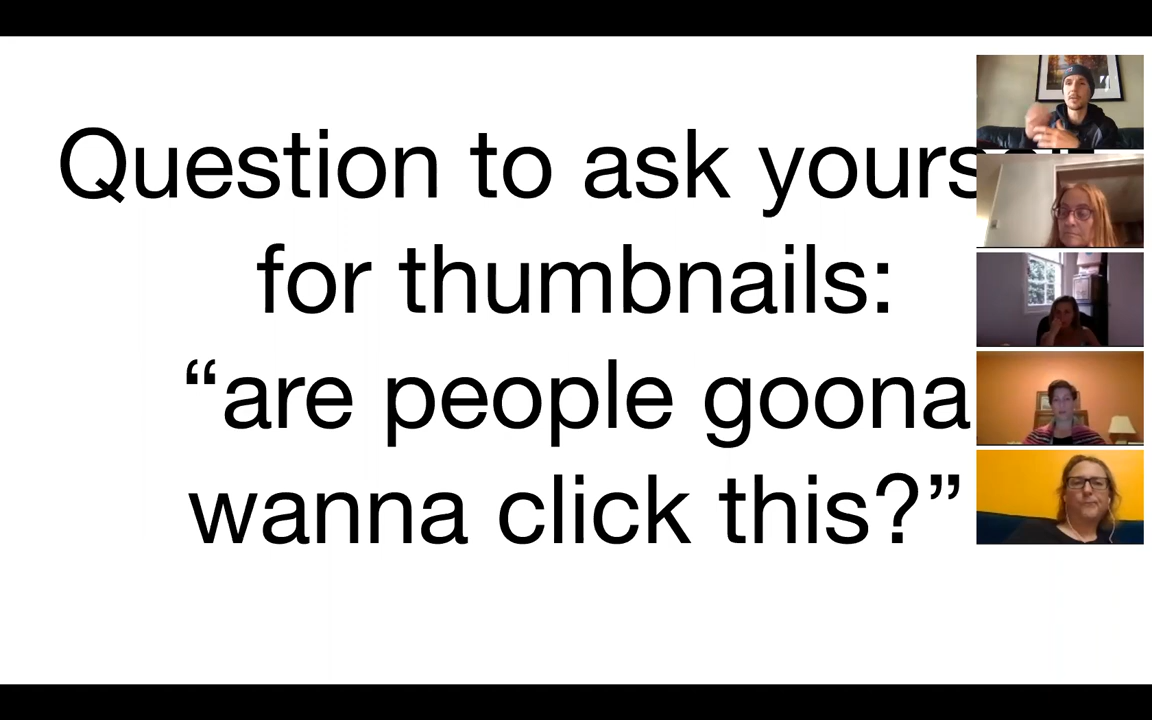 Question to ask yours
for thumbnails:
“are people goona
wanna click this?”